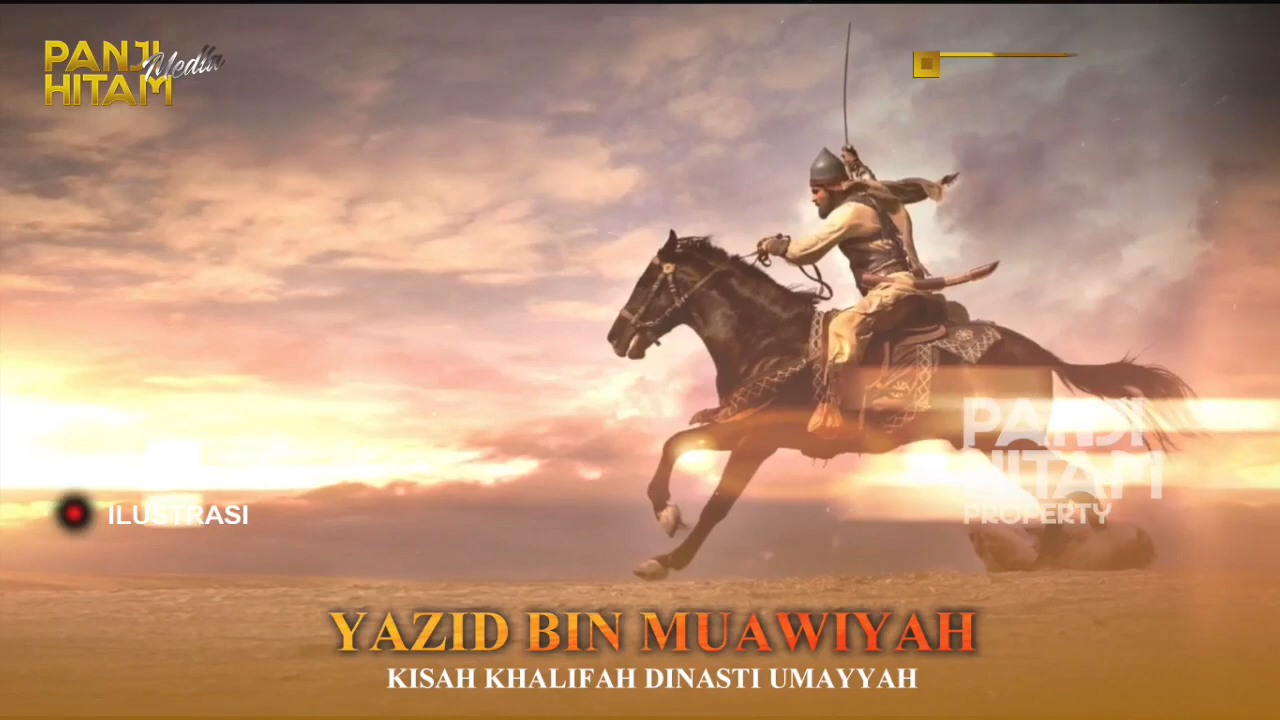 PANJI
Media
HITAM
ILUSTRASI
PANJI
HITAM
PROPERTY
YAZID BIN MUAWIYAH
KISAH KHALIFAH DINASTI UMAYYAH